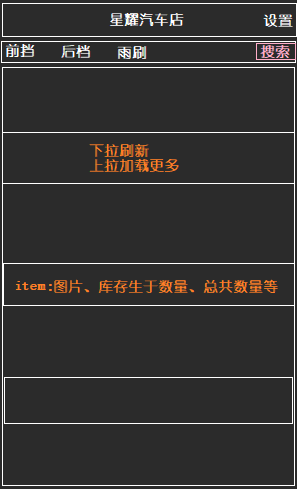 星耀汽车店 设置
前挡 后档 雨刷 搜索
下拉刷新
上拉加载更多
item:图片、库存生于数量、总共数量等